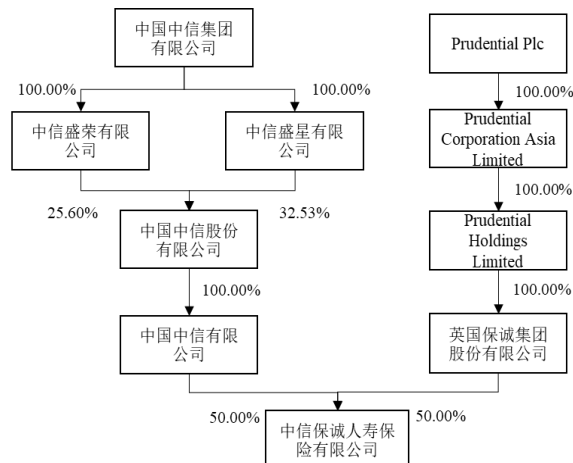 中国中信集团
有限公司
Prudential Plc
100.00%
100.00%
100.00%
中信盛荣有限
公司
中信盛星有限
公司
Prudential
Corporation Asia
Limited
25.60%
32.53%
100.00%
中国中信股份
有限公司
Prudential
Holdings
Limited
100.00%
100.00%
中国中信有限
公司
英国保诚集团
股份有限公司
50.00%
50.00%
中信保诚人寿保
险有限公司